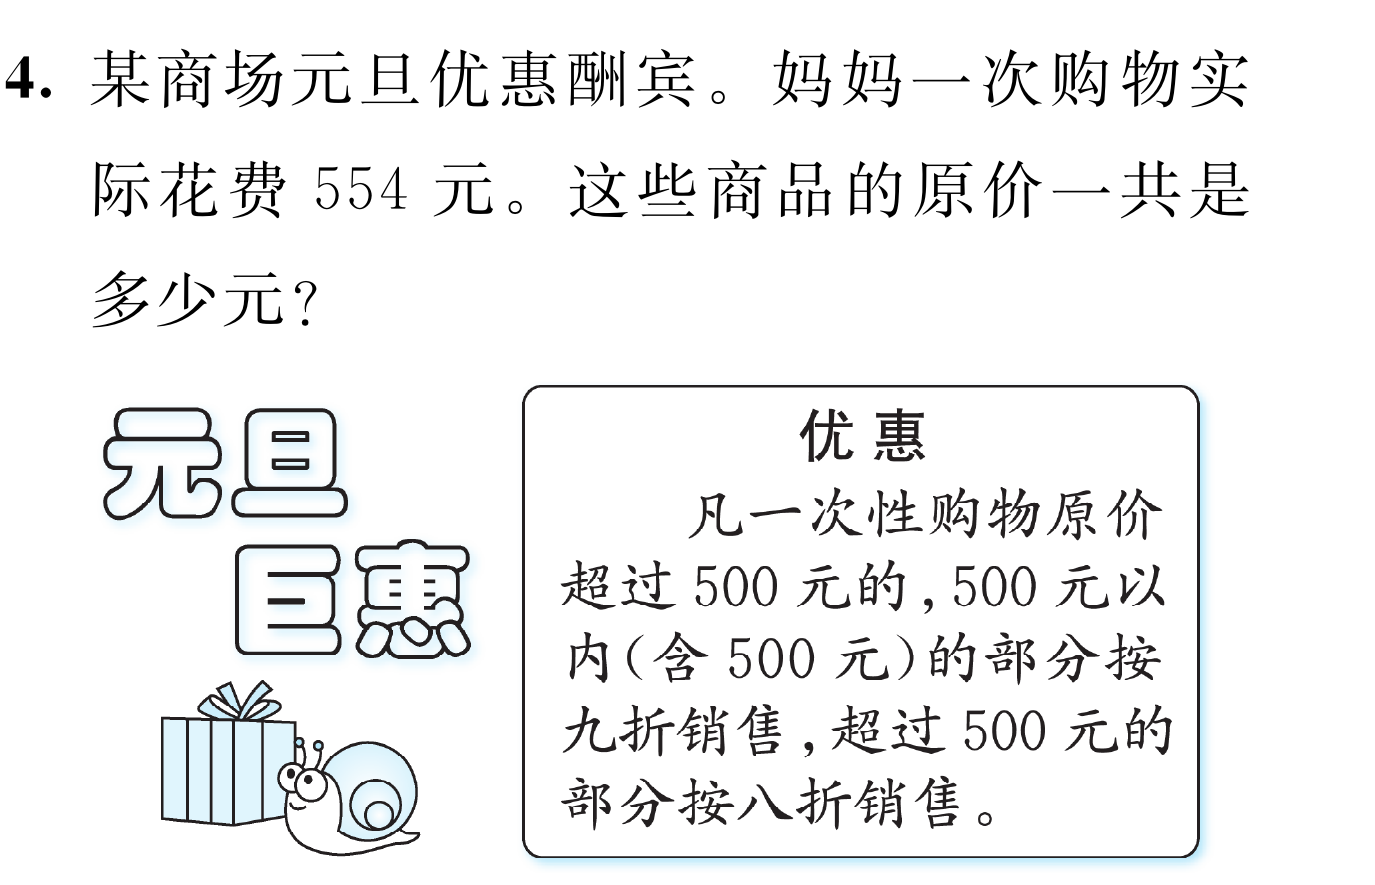 4. 某商场元旦优惠酬宾。妈妈一次购物实
际花费 554 元。这些商品的原价一共是
多少元?
元旦
巨惠
优惠
凡一次性购物原价
超过 500 元的,500 元以
内(含 500 元)的部分按
九折销售,超过 500 元的
部分按八折销售。